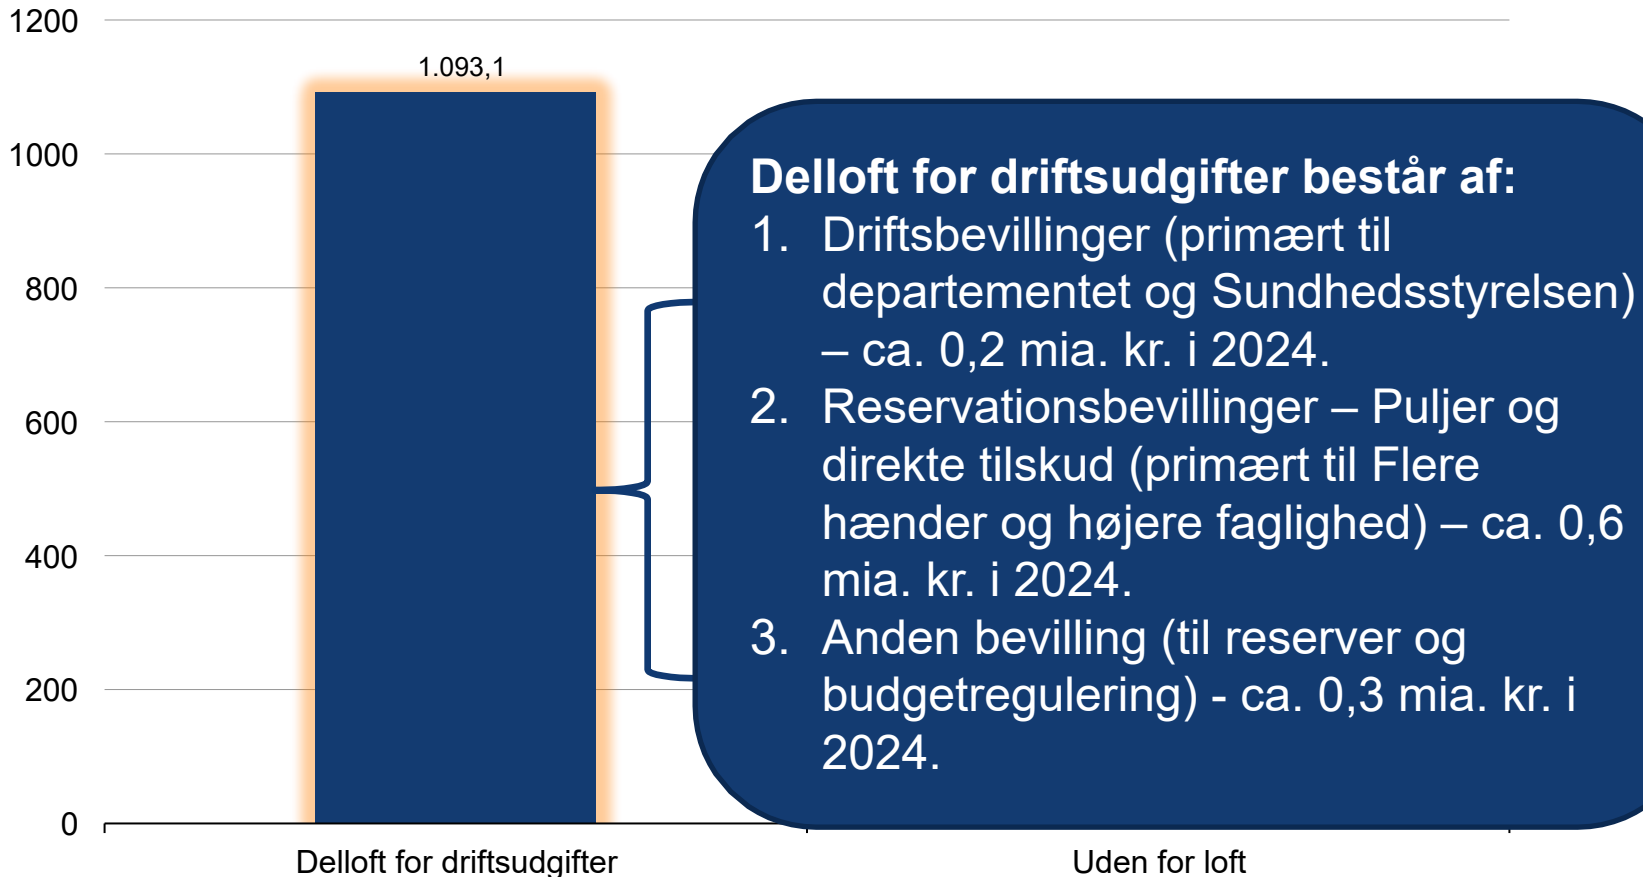 1200
1.093,1
1000
800
600
400
200
0
Delloft for driftsudgifter består af:
1. Driftsbevillinger (primært til
departementet og Sundhedsstyrelsen)
– ca. 0,2 mia. kr. i 2024.
2. Reservationsbevillinger – Puljer og
direkte tilskud (primært til Flere
hænder og højere faglighed) – ca. 0,6
mia. kr. i 2024.
3. Anden bevilling (til reserver og
budgetregulering) - ca. 0,3 mia. kr. i
2024.
Delloft for driftsudgifter
Uden for loft